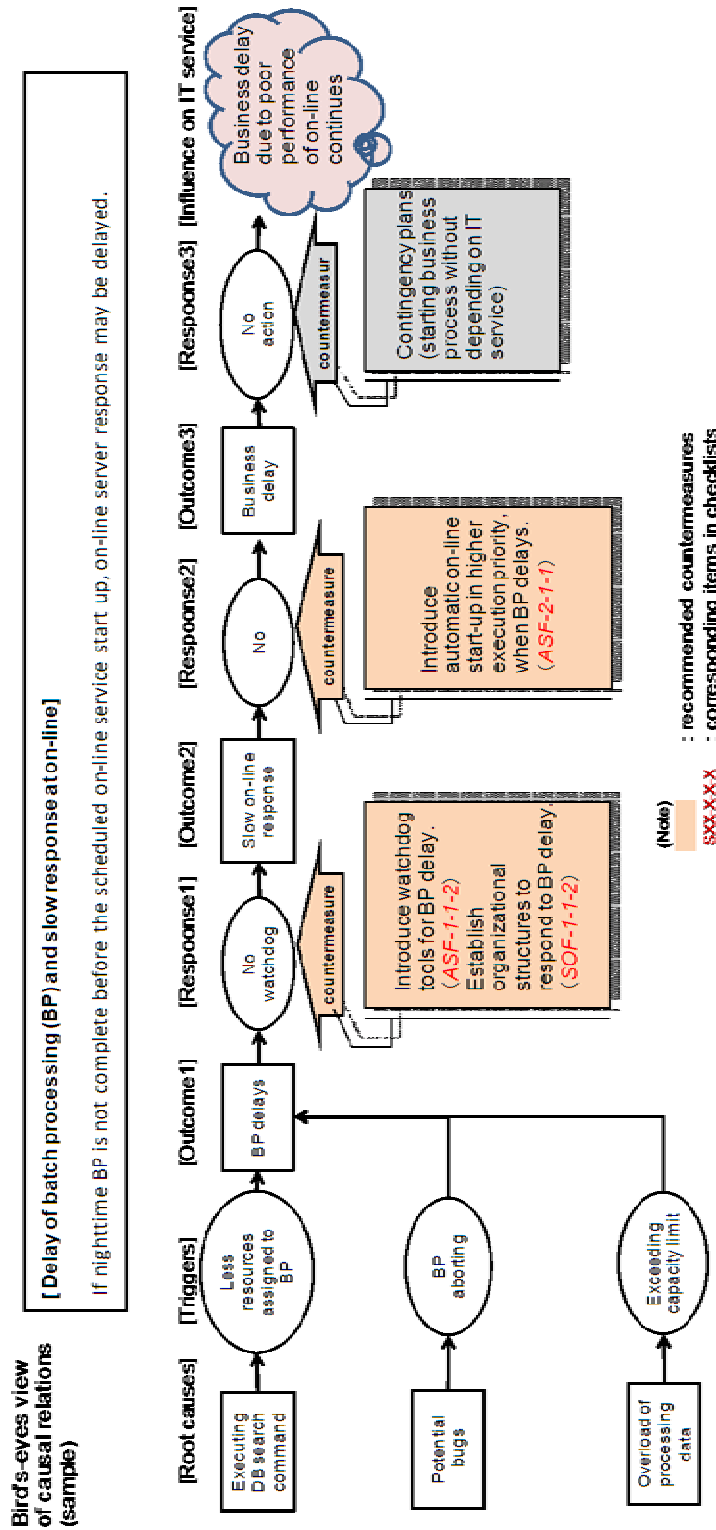 Bird's-eyes view
of causal relations
(sample)
[Delay of batch processing (BP) and slow response at on-line]
If nighttime BP is not complete before the scheduled on-line service start up, on-line server response may be delayed.
[Root causes]
[Triggers]
[Outcome1]
[Response1]
[Outcome2]
[Response2]
[Outcome3]
[Respoonse3]
[Influence on IT service]
Executing
DB search
command
Less
resources
assigned to
BP
BP delays
No
watchdog
Slow on-line
response
No
Business
delay
No
action
Business delay
due to poor
performance
of on-line
continues
countermeasure
countermeasure
countermeasur
Potential
bugs
BP
aborting
Introduce watchdog
tools for BP delay.
(ASF-1-1-2)
Establish
organizational
structures to
respond to BP delay.
(SOF-1-1-2)
Introduce
automatic on-line
start-up in higher
execution priority,
when BP delays.
(ASF-2-1-1)
Contingency plans
(starting business
process without
depending on IT
service)
Overload of
processing
data
Exceeding
capacity limit
(Note)
: recommended countermeasures
: corresponding items in checklists